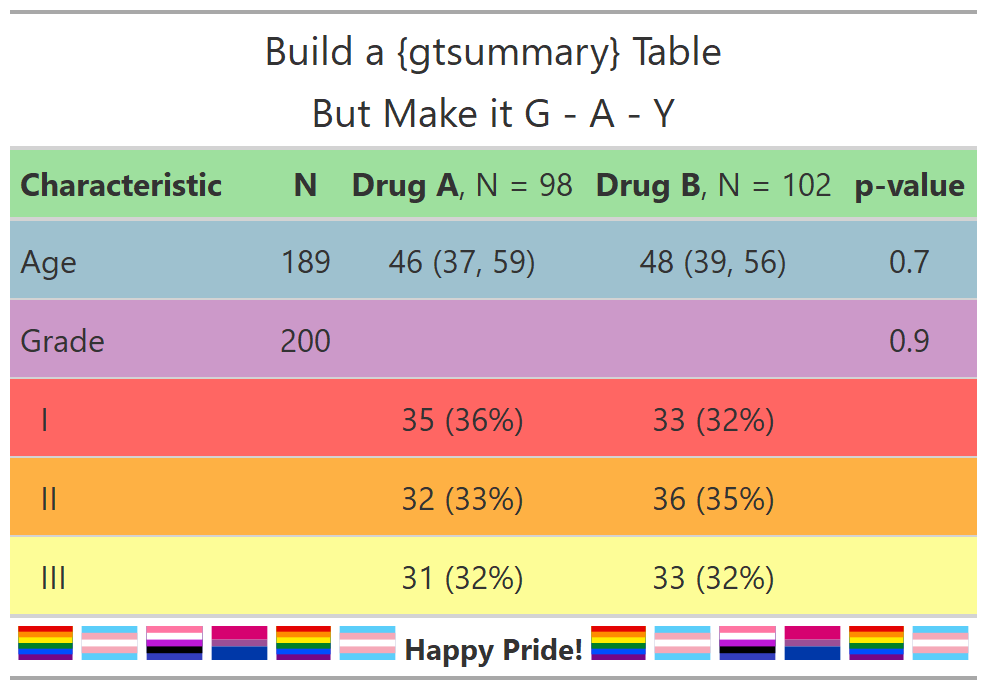 Build a {gtsummary} Table
But Make it G - A - Y
Characteristic N Drug A, N = 98 Drug B, N = 102 p-value
Age 189 46 (37, 59) 48 (39, 56) 0.7
Grade 200 0.9
I 35 (36%) 33 (32%)
II 32 (33%) 36 (35%)
III 31 (32%) 33 (32%)
Happy Pride!